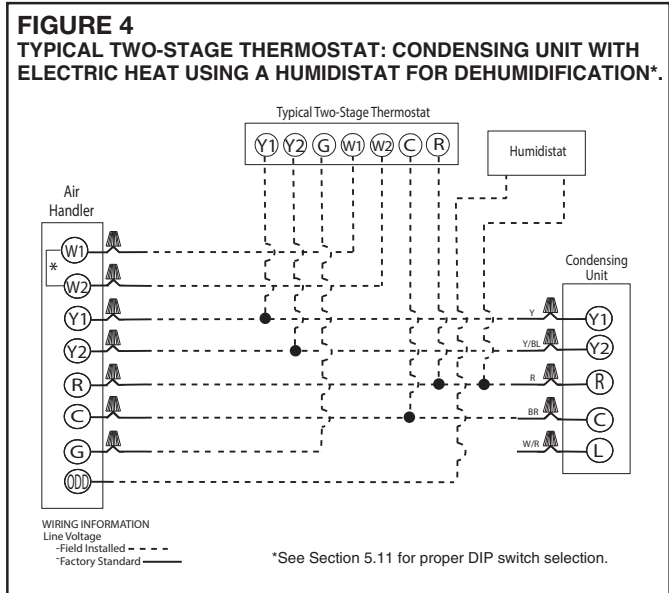 FIGURE 4
TYPICAL TWO-STAGE THERMOSTAT: CONDENSING UNIT WITH
ELECTRIC HEAT USING A HUMIDISTAT FOR DEHUMIDIFICATION*.
Typical Two-Stage Thermostat
Y1 Y2 G W1 W2 C R
Humidistat
Air
Handler
W1
*
W2
Y1
Y2
R
C
G
ODD
Condensing
Unit
Y Y1
Y/BL Y2
R R
BR C
W/R L
WIRING INFORMATION
Line Voltage
-Field Installed
-Factory Standard
*See Section 5.11 for proper DIP switch selection.